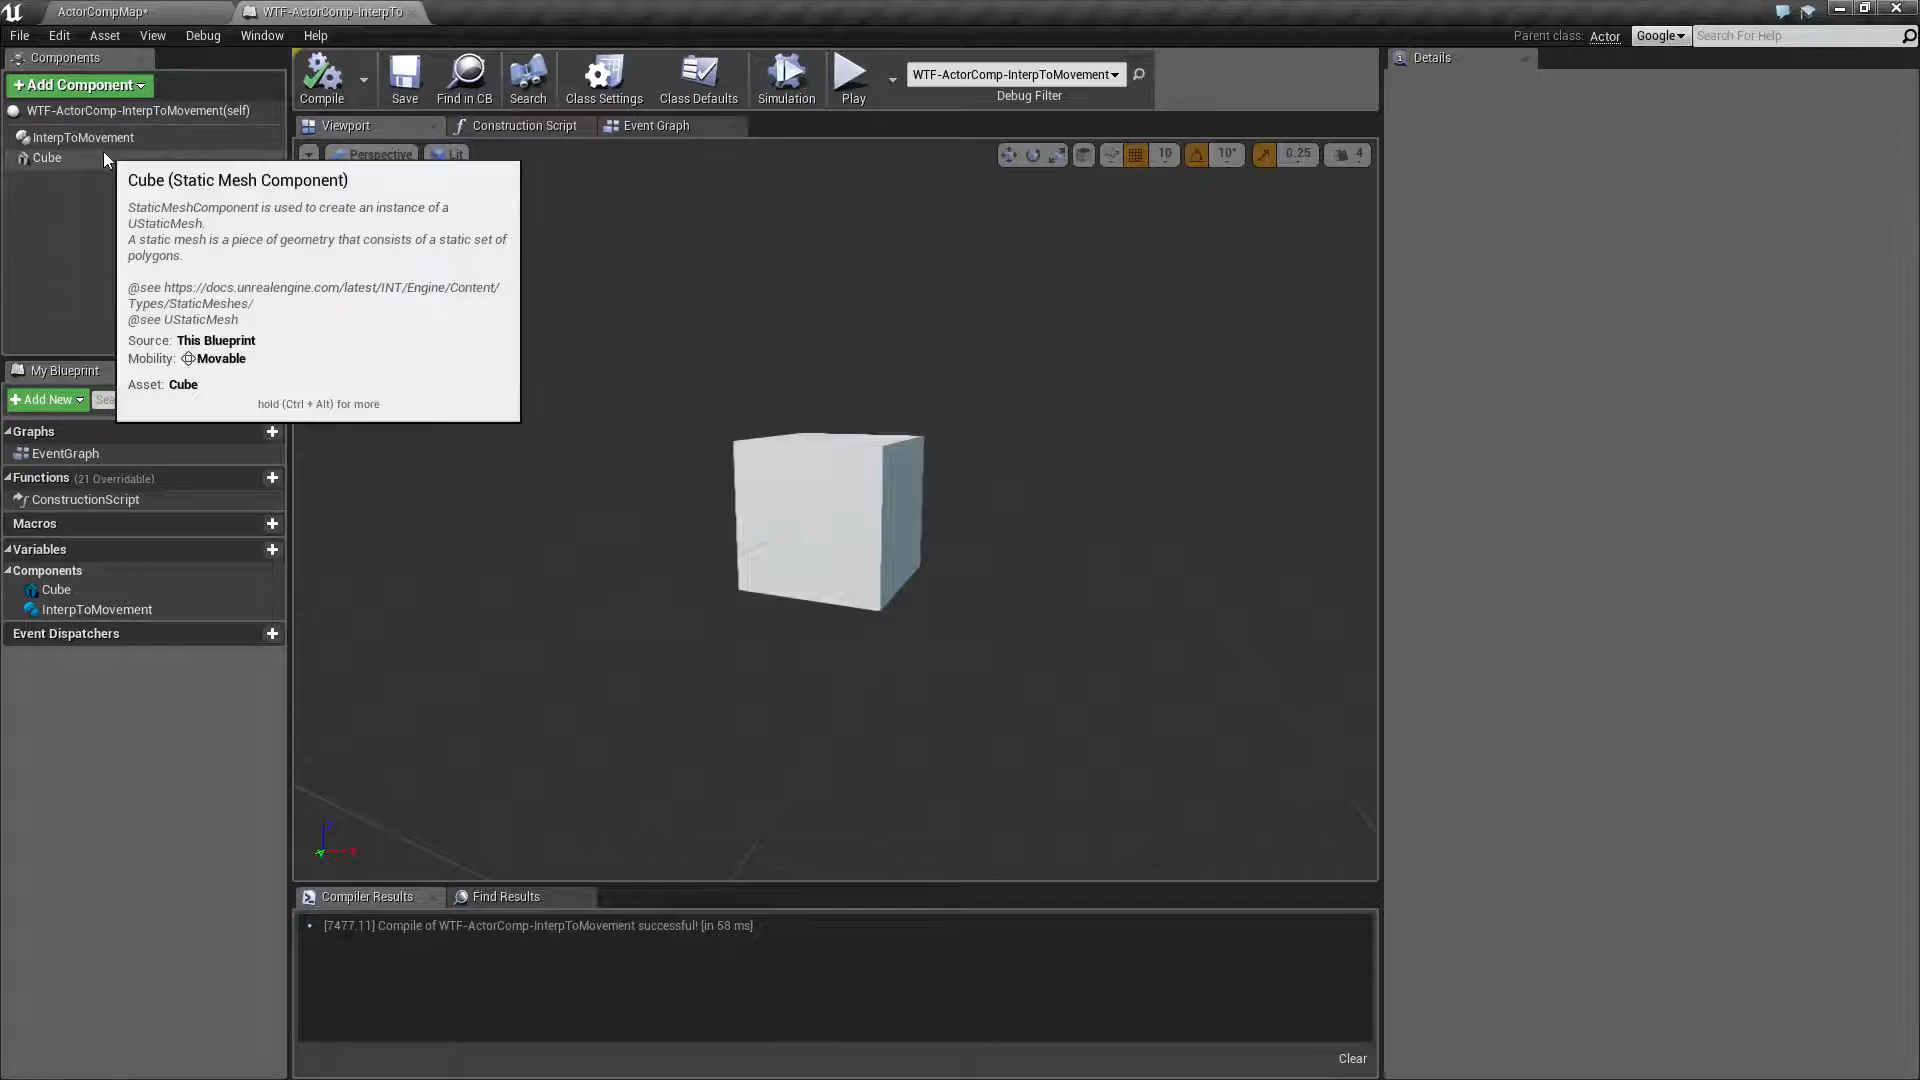 ActorCompMap*
WTF-ActorComp-InterpTo
File Edit Asset View Debug Window Help
Parent class: Actor Google Search For Help
Components
Details
+ Add Component
Compile Save Find in CB Search Class Settings Class Defaults Simulation Play
WTF-ActorComp-InterpToMovement
Debug Filter
WTF-ActorComp-InterpToMovement(self)
Viewport Construction Script Event Graph
InterpToMovement
Cube
Perspective Lit 10 10° 0.25 4
Cube (Static Mesh Component)
StaticMeshComponent is used to create an instance of a
UStaticMesh.
A static mesh is a piece of geometry that consists of a static set of
polygons.
@see https://docs.unrealengine.com/latest/INT/Engine/Content/
Types/StaticMeshes/
@see UStaticMesh
Source: This Blueprint
Mobility: Movable
Asset: Cube
hold (Ctrl + Alt) for more
My Blueprint
+ Add New Sea
Graphs
EventGraph
Functions (21 Overridable)
ConstructionScript
Macros
Variables
Components
Cube
InterpToMovement
Event Dispatchers
Compiler Results Find Results
[7477.11] Compile of WTF-ActorComp-InterpToMovement successful! [in 58 ms]
Clear